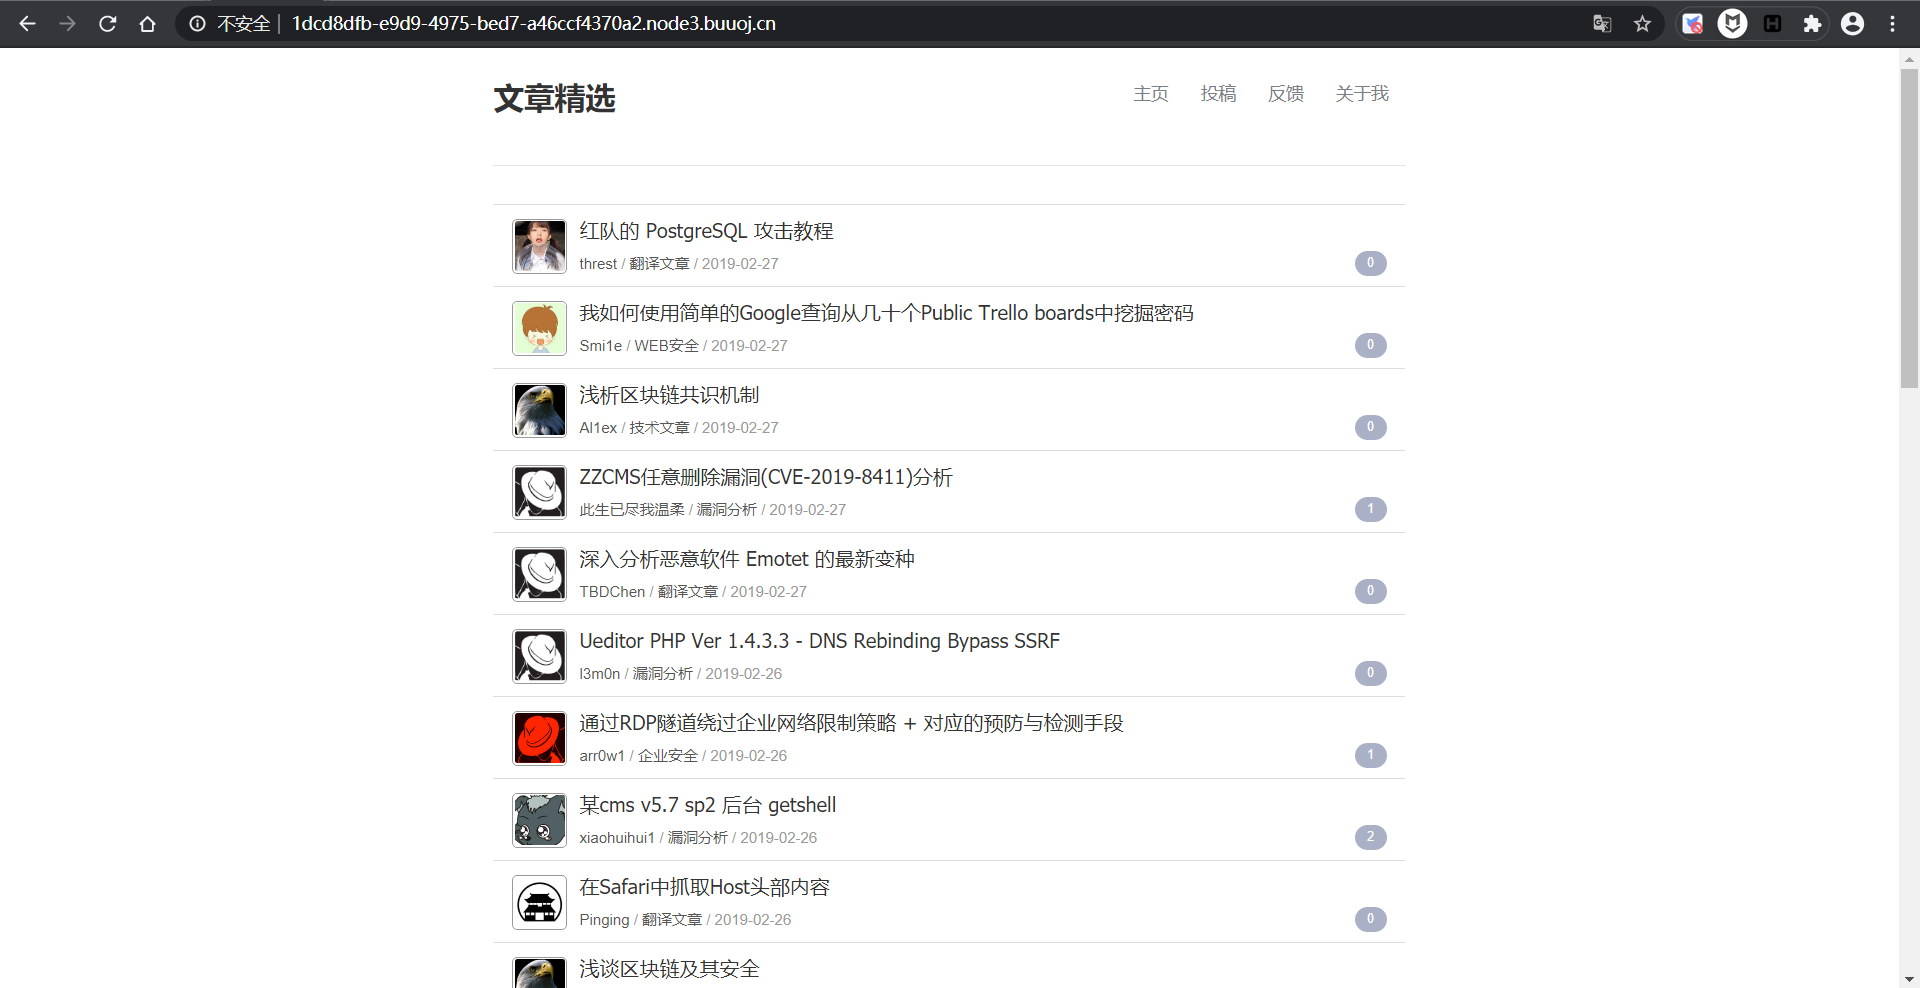 不安全 | 1dcd8dfb-e9d9-4975-bed7-a46ccf4370a2.node3.buuoj.cn
文章精选
主页 投稿 反馈 关于我
红队的 PostgreSQL 攻击教程
threst / 翻译文章 / 2019-02-27
0
我如何使用简单的Google查询从几十个Public Trello boards中挖掘密码
Smi1e / WEB安全 / 2019-02-27
0
浅析区块链共识机制
Al1ex / 技术文章 / 2019-02-27
0
ZZCMS任意删除漏洞(CVE-2019-8411)分析
此生已尽我温柔 / 漏洞分析 / 2019-02-27
1
深入分析恶意软件 Emotet 的最新变种
TBDChen / 翻译文章 / 2019-02-27
0
Ueditor PHP Ver 1.4.3.3 - DNS Rebinding Bypass SSRF
l3m0n / 漏洞分析 / 2019-02-26
0
通过RDP隧道绕过企业网络限制策略 + 对应的预防与检测手段
arr0w1 / 企业安全 / 2019-02-26
1
某cms v5.7 sp2 后台 getshell
xiaohuihui1 / 漏洞分析 / 2019-02-26
2
在Safari中抓取Host头部内容
Pinging / 翻译文章 / 2019-02-26
0
浅谈区块链及其安全